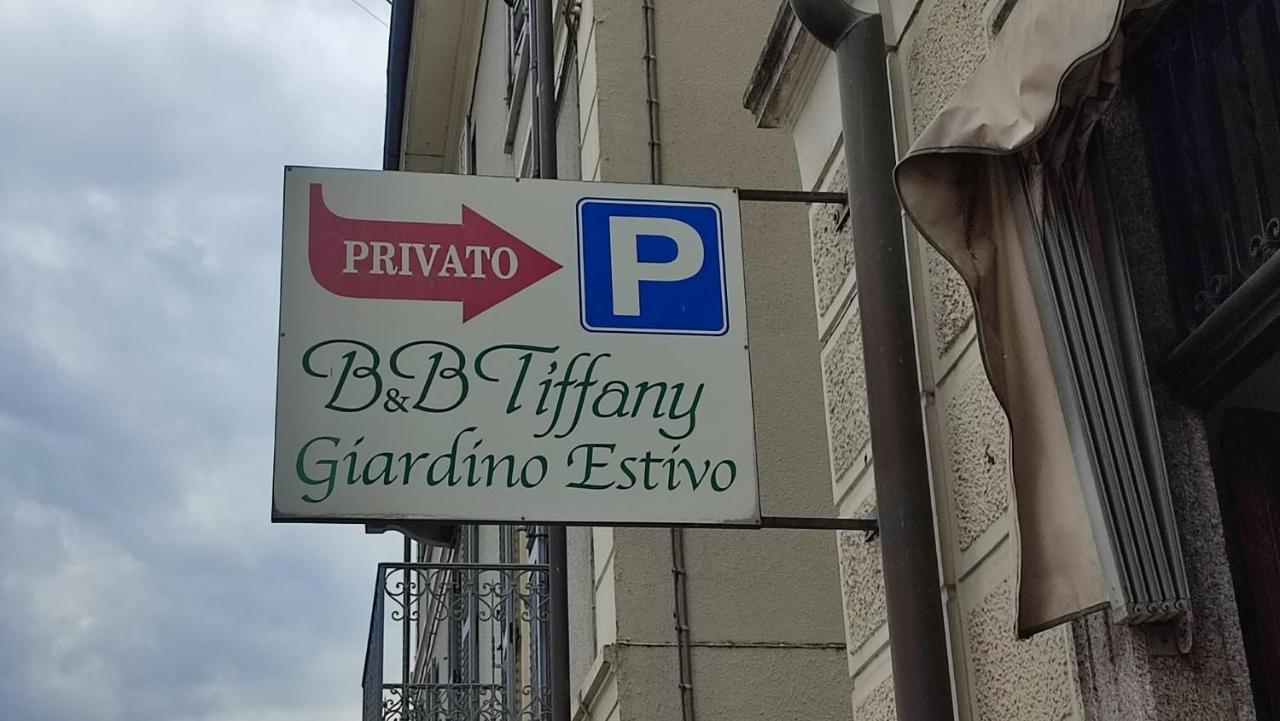 PRIVATO
P
B&B Tiffany
Giardino Estivo